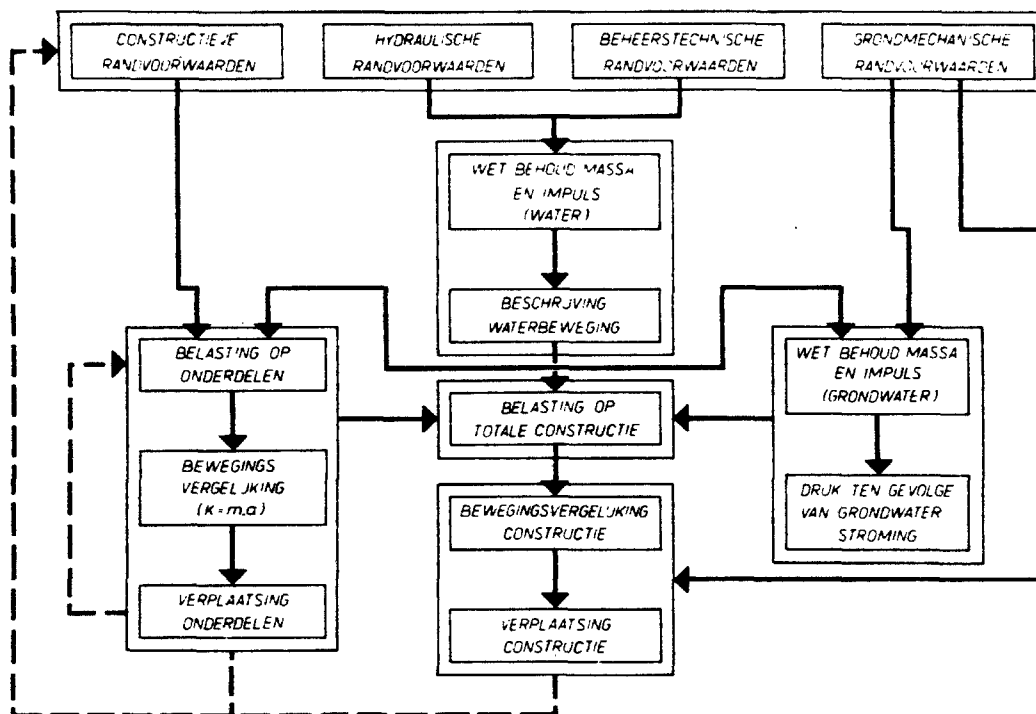 CONSTRUCTIEVE
RANDVOORWAARDEN
HYDRAULISCHE
RANDVOORWAARDEN
BEHEERSTECHNISCHE
RANDVOORWAARDEN
GRONDMECHANISCHE
RANDVOORWAARDEN
WET BEHOUD MASSA
EN IMPULS
(WATER)
BESCHRIJVING
WATERBEWEGING
BELASTING OP
ONDERDELEN
BEWEGINGS
VERGELIJKING
(K=m.a)
VERPLAATSING
ONDERDELEN
BELASTING OP
TOTALE CONSTRUCTIE
BEWEGINGSVERGELIJKING
CONSTRUCTIE
VERPLAATSING
CONSTRUCTIE
WET BEHOUD MASSA
EN IMPULS
(GRONDWATER)
DRUK TEN GEVOLGE
VAN GRONDWATER
STROMING